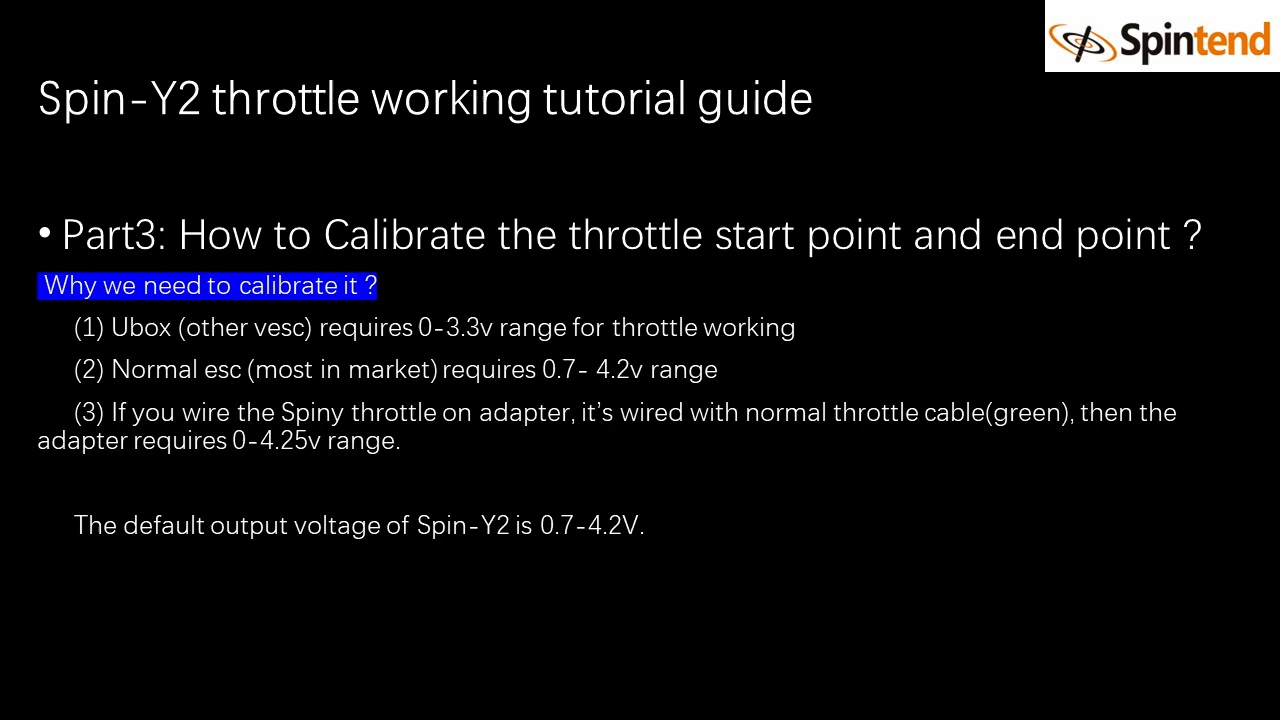 Spintend
Spin-Y2 throttle working tutorial guide
• Part3: How to Calibrate the throttle start point and end point ?
Why we need to calibrate it ?
(1) Ubox (other vesc) requires 0-3.3v range for throttle working
(2) Normal esc (most in market) requires 0.7- 4.2v range
(3) If you wire the Spiny throttle on adapter, it’s wired with normal throttle cable(green), then the
adapter requires 0-4.25v range.
The default output voltage of Spin-Y2 is 0.7-4.2V.